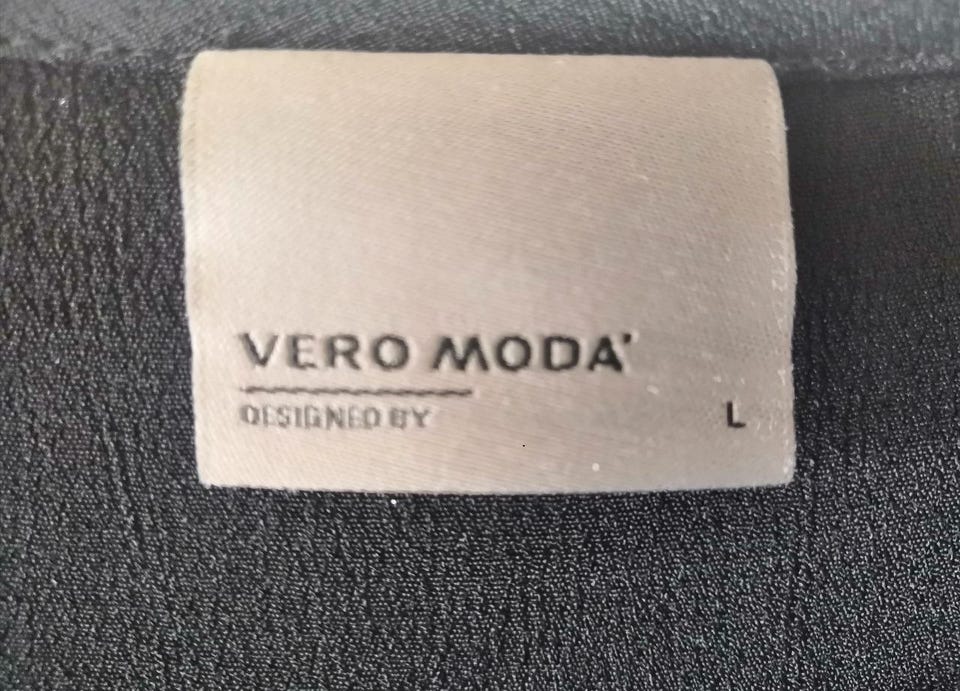 VERO MODA
DESIGNED BY
L